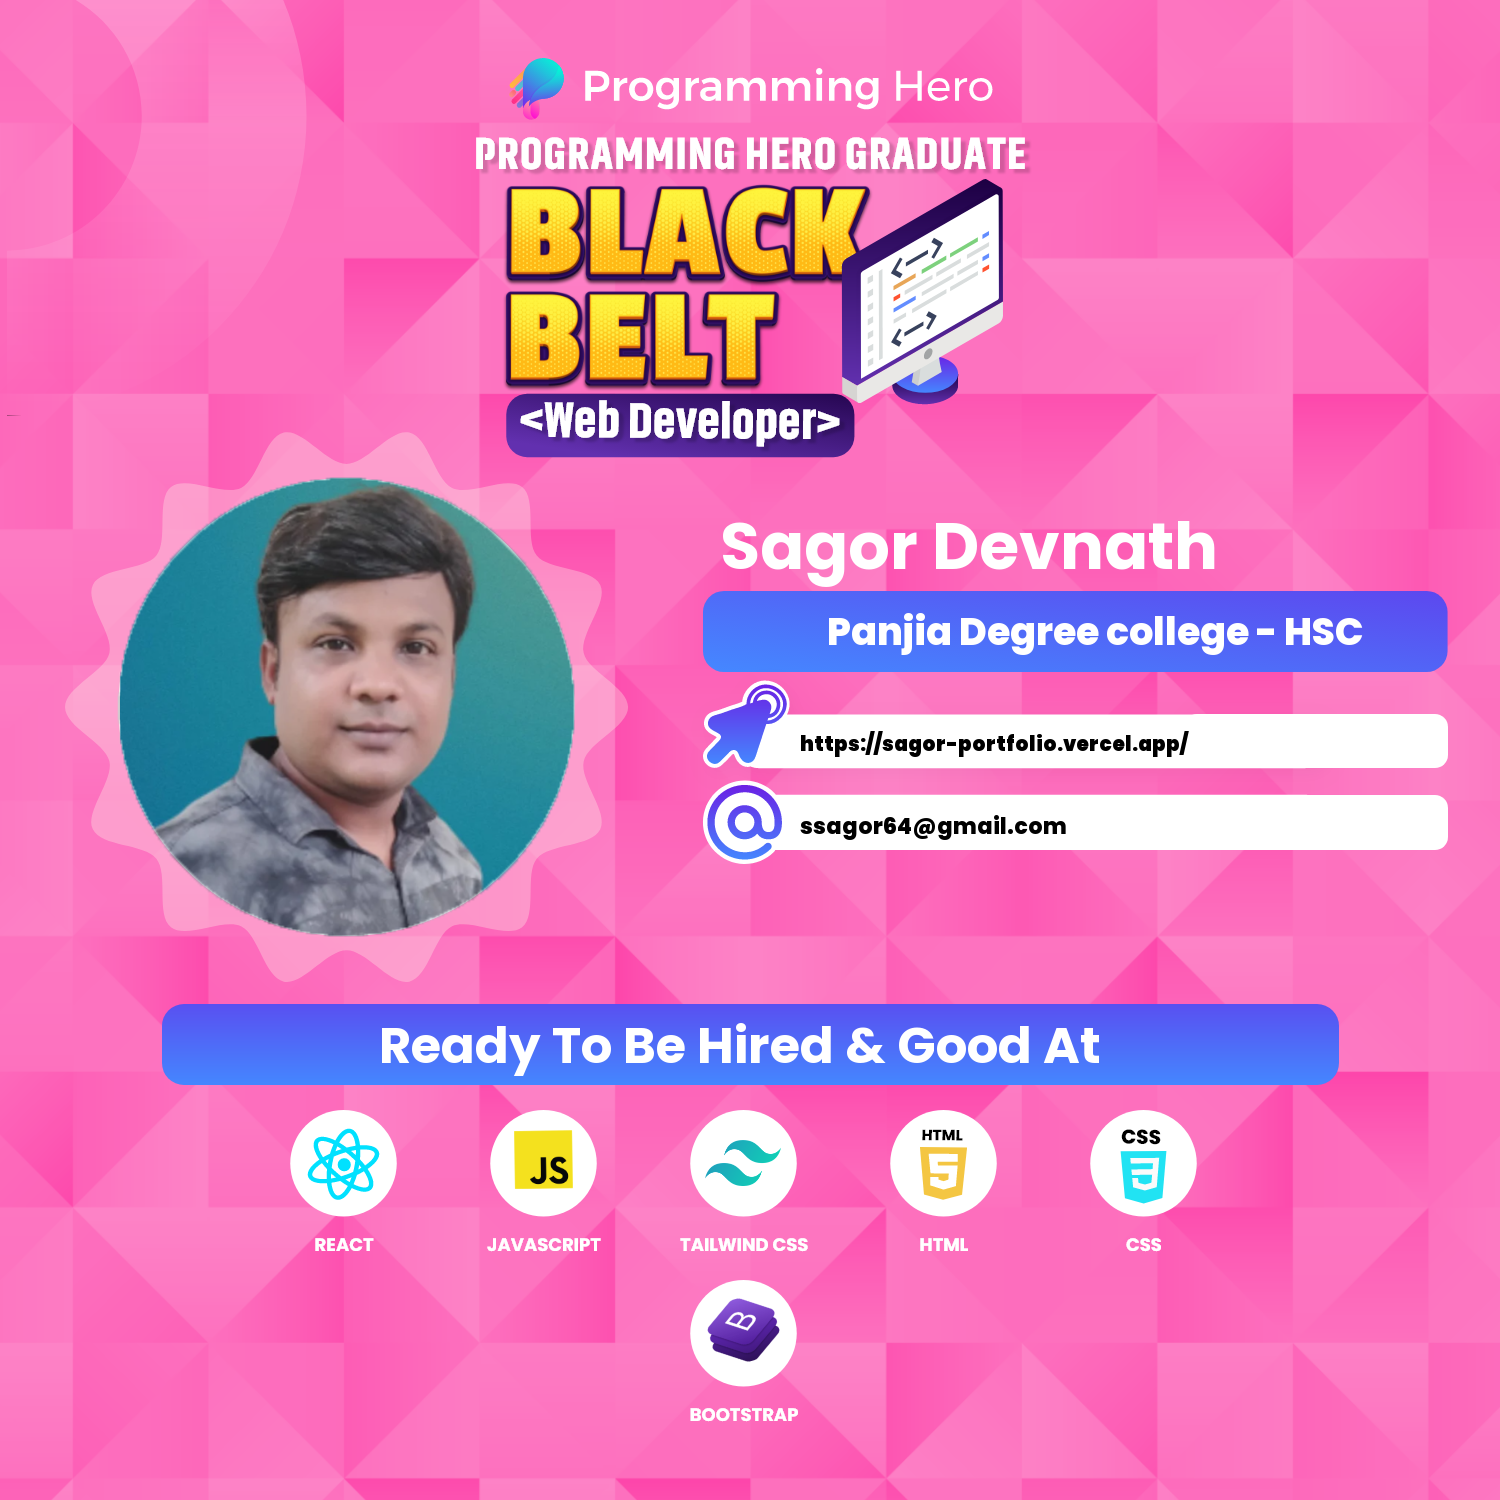 Programming Hero
PROGRAMMING HERO GRADUATE
BLACK
BELT
<Web Developer>
Sagor Devnath
Panjia Degree college - HSC
https://sagor-portfolio.vercel.app/
ssagor64@gmail.com
Ready To Be Hired & Good At
JS
HTML
5
CSS
3
REACT
JAVASCRIPT
TAILWIND CSS
HTML
CSS
B
BOOTSTRAP